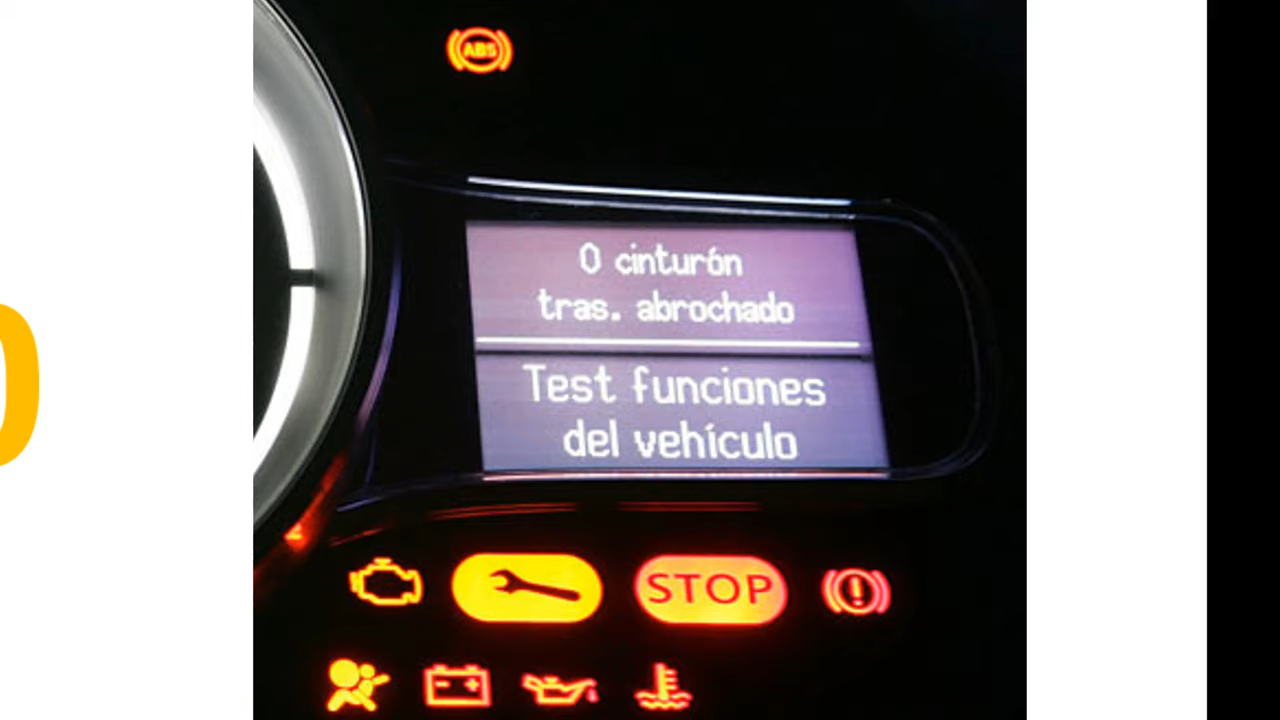 ABS
0 cinturón
tras. abrochado
Test funciones
del vehículo
STOP